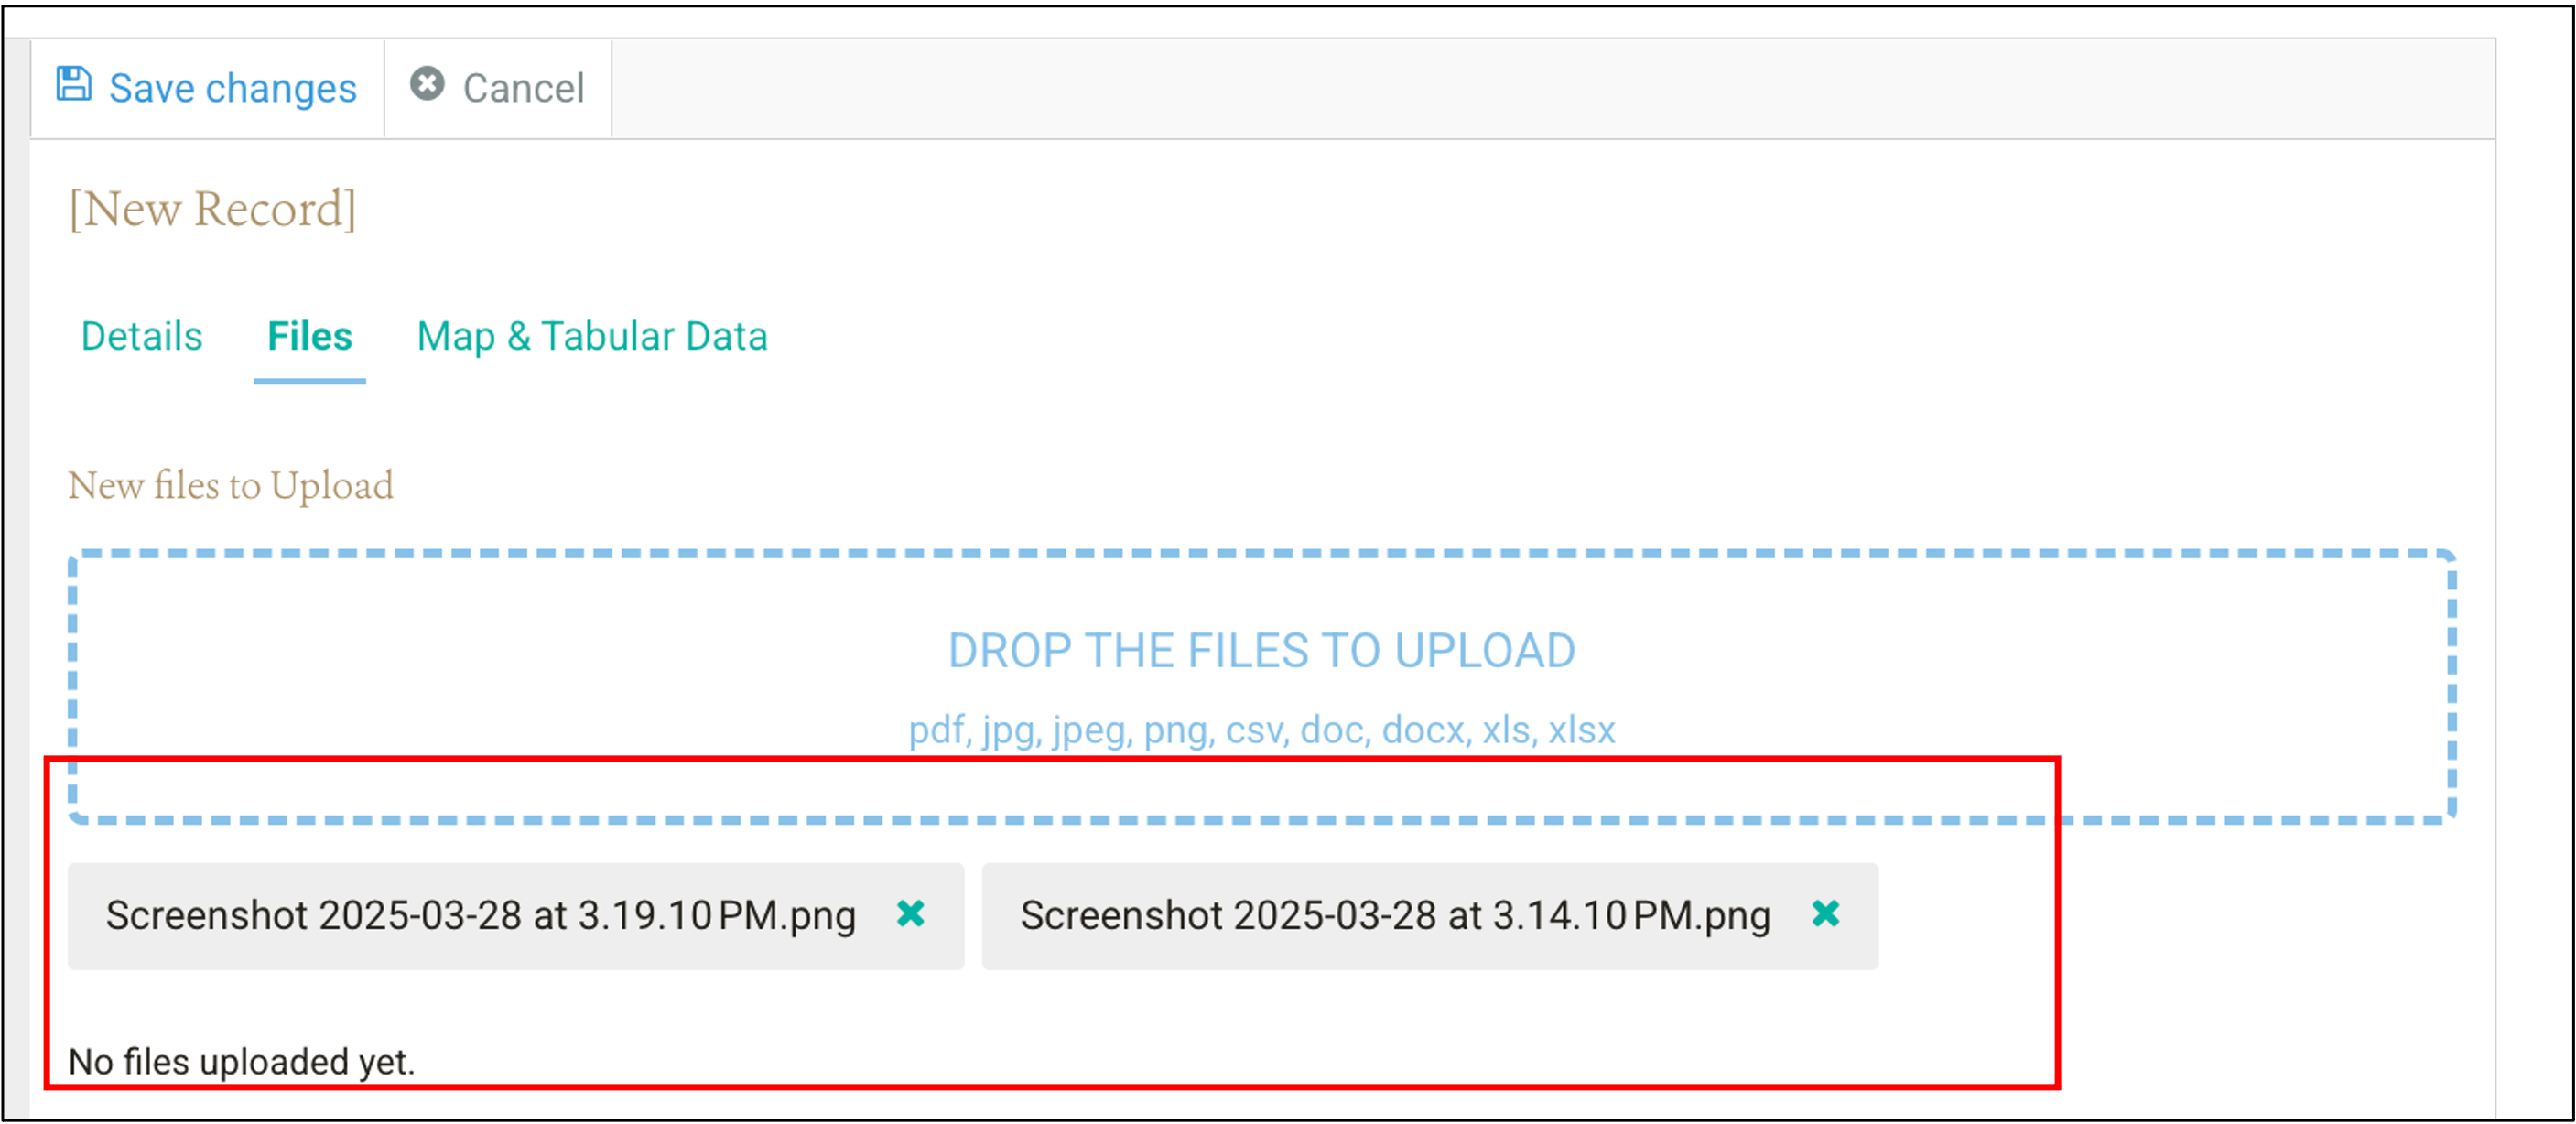 Save changes Cancel
[New Record]
Details Files Map & Tabular Data
New files to Upload
DROP THE FILES TO UPLOAD
pdf, jpg, jpeg, png, csv, doc, docx, xls, xlsx
Screenshot 2025-03-28 at 3.19.10 PM.png Screenshot 2025-03-28 at 3.14.10 PM.png
No files uploaded yet.